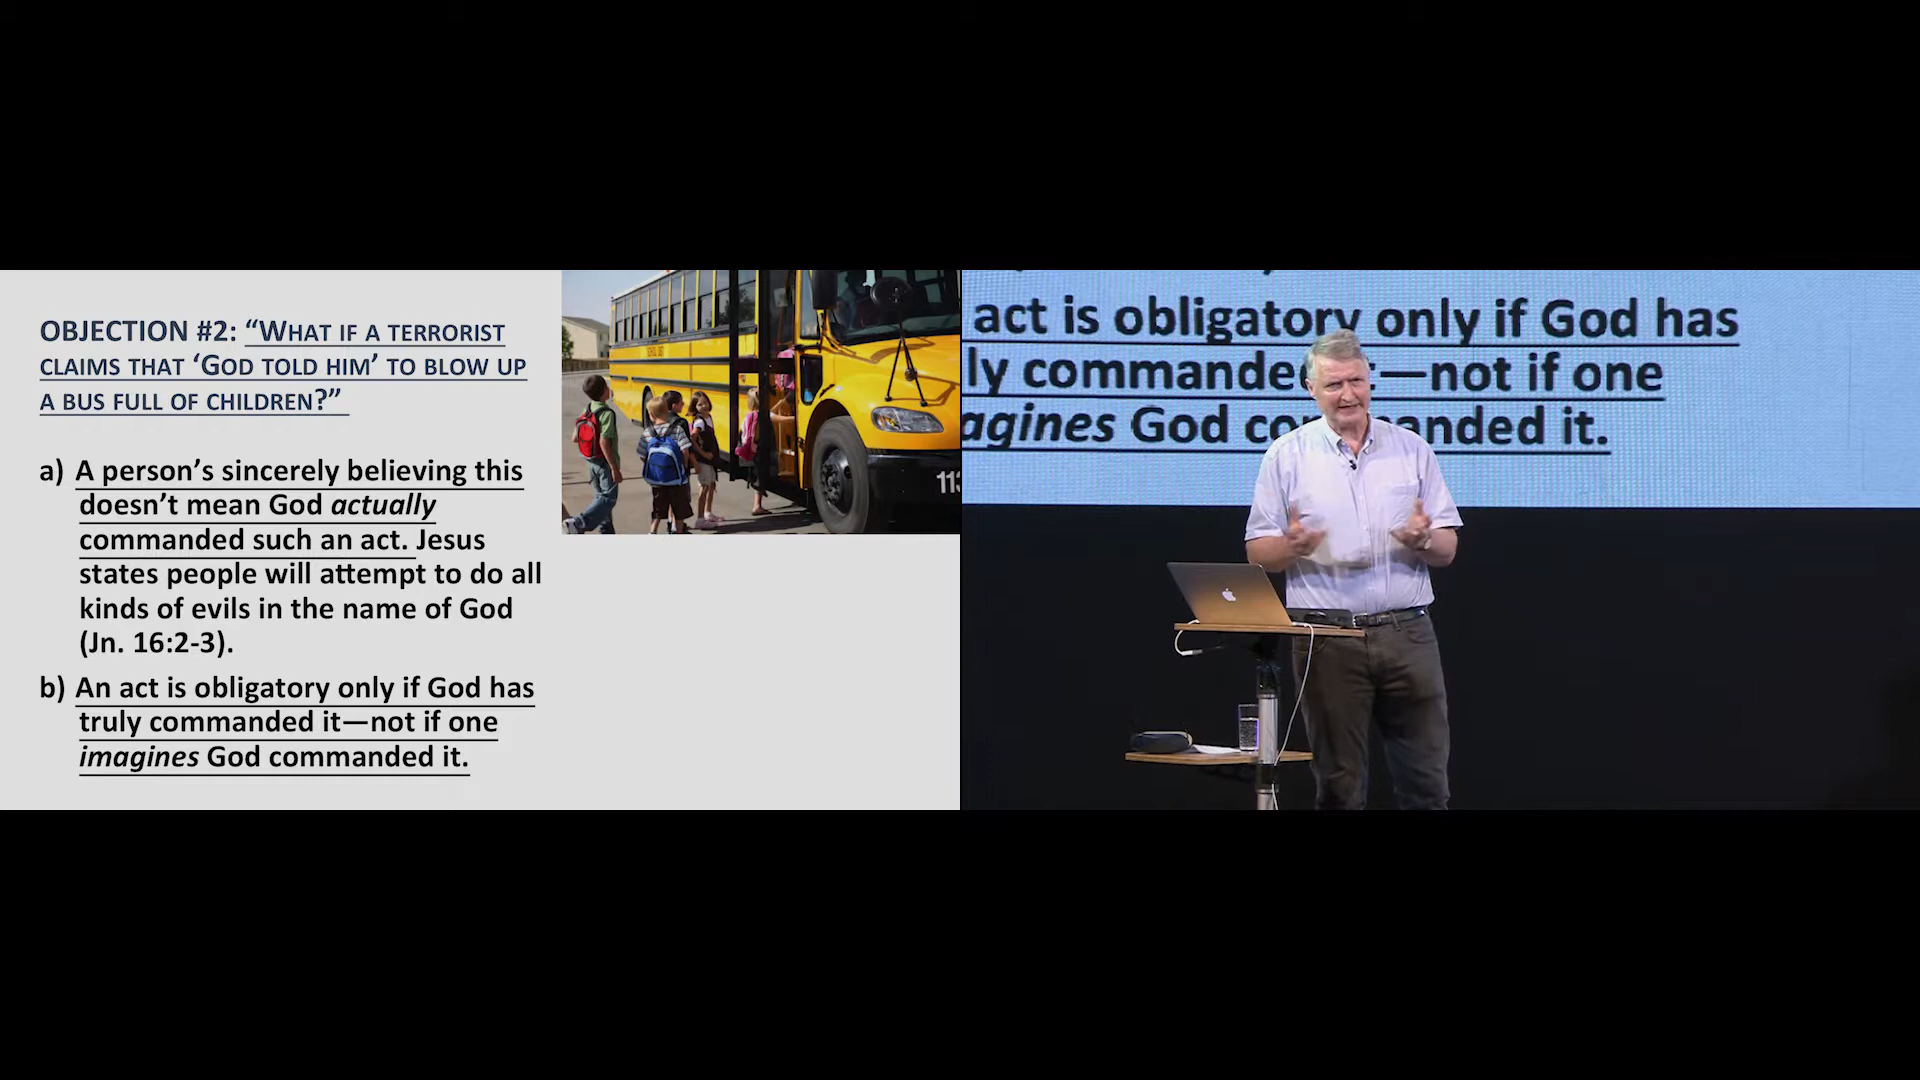 OBJECTION #2: “WHAT IF A TERRORIST
CLAIMS THAT ‘GOD TOLD HIM’ TO BLOW UP
A BUS FULL OF CHILDREN?”
a) A person’s sincerely believing this
doesn’t mean God actually
commanded such an act. Jesus
states people will attempt to do all
kinds of evils in the name of God
(Jn. 16:2-3).
b) An act is obligatory only if God has
truly commanded it—not if one
imagines God commanded it.
113
act is obligatory only if God has
ly commanded it—not if one
agines God commanded it.